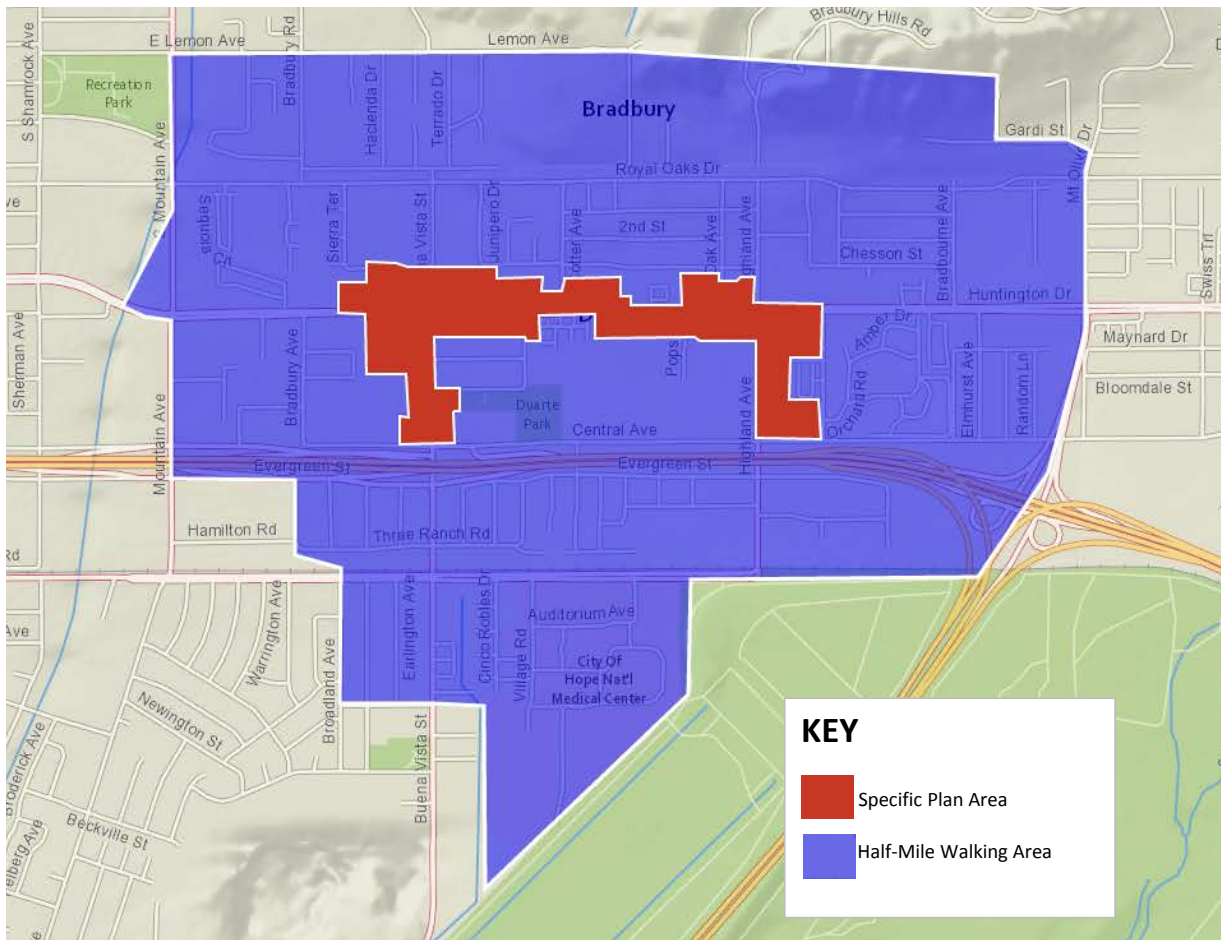 Bradbury Hills Rd
E Lemon Ave
Lemon Ave
S Shamrock Ave
Recreation
Park
Bradbury Rd
Hacienda Dr
Terrado Dr
Bradbury
Gardi St
Mt Olive Dr
Royal Oaks Dr
Mountain Ave
Sequoia
Sierra Ter
Vista St
Junipero Dr
2nd St
Oak Ave
Chesson St
Bradbourne Ave
Swiss Trl
Huntington Dr
Sherman Ave
Bradbury Ave
Pops
Amber Dr
Maynard Dr
Bloomdale St
Elmhurst Ave
Random Ln
Orchard Rd
Duarte
Park
Central Ave
Highland Ave
Mountain Ave
Evergreen St
Evergreen St
Hamilton Rd
Three Ranch Rd
Rd
Ave
Warrington Ave
Broadland Ave
Earlington Ave
Cinco Robles Dr
Village Rd
Auditorium Ave
City Of
Hope Nat'l
Medical Center
Newington St
Buena Vista St
Broderick Ave
Beckville St
KEY
Specific Plan Area
Half-Mile Walking Area